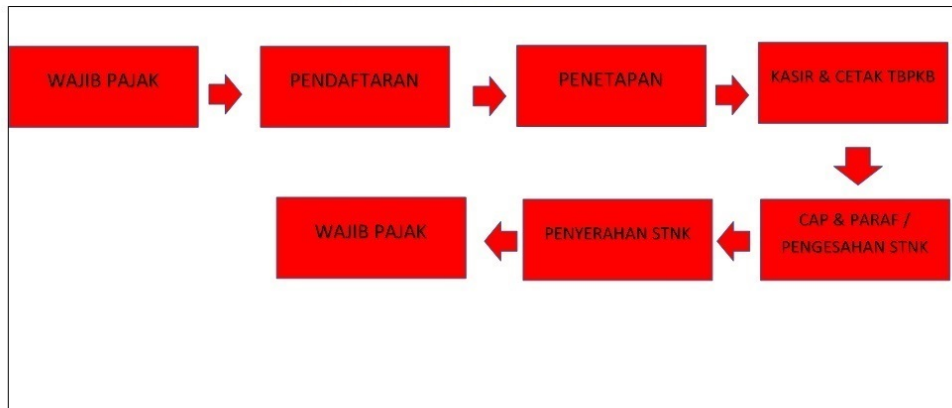 WAJIB PAJAK
PENDAFTARAN
PENETAPAN
KASIR & CETAK TBPKB
CAP & PARAF /
PENGESAHAN STNK
PENYERAHAN STNK
WAJIB PAJAK